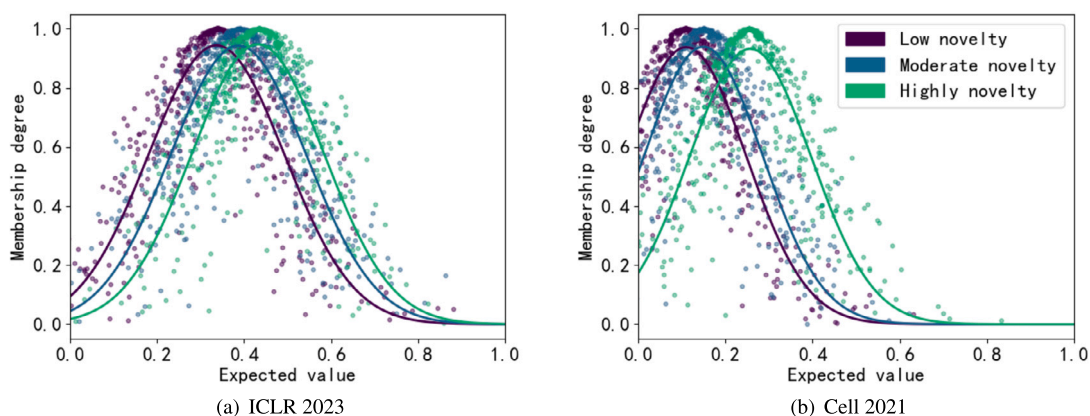 1.0
0.8
0.6
0.4
0.2
0.0
Membership degree
0.0 0.2 0.4 0.6 0.8 1.0
Expected value
(a) ICLR 2023
1.0
0.8
0.6
0.4
0.2
0.0
Membership degree
Low novelty
Moderate novelty
Highly novelty
0.0 0.2 0.4 0.6 0.8 1.0
Expected value
(b) Cell 2021